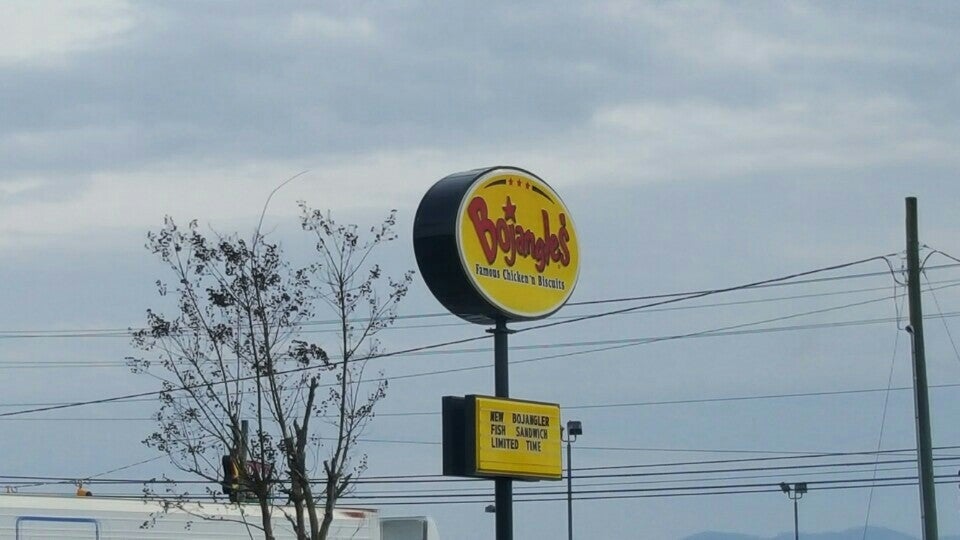 Bojangles'
Famous Chicken 'n Biscuits
NEW BOJANGLER
FISH SANDWICH
LIMITED TIME